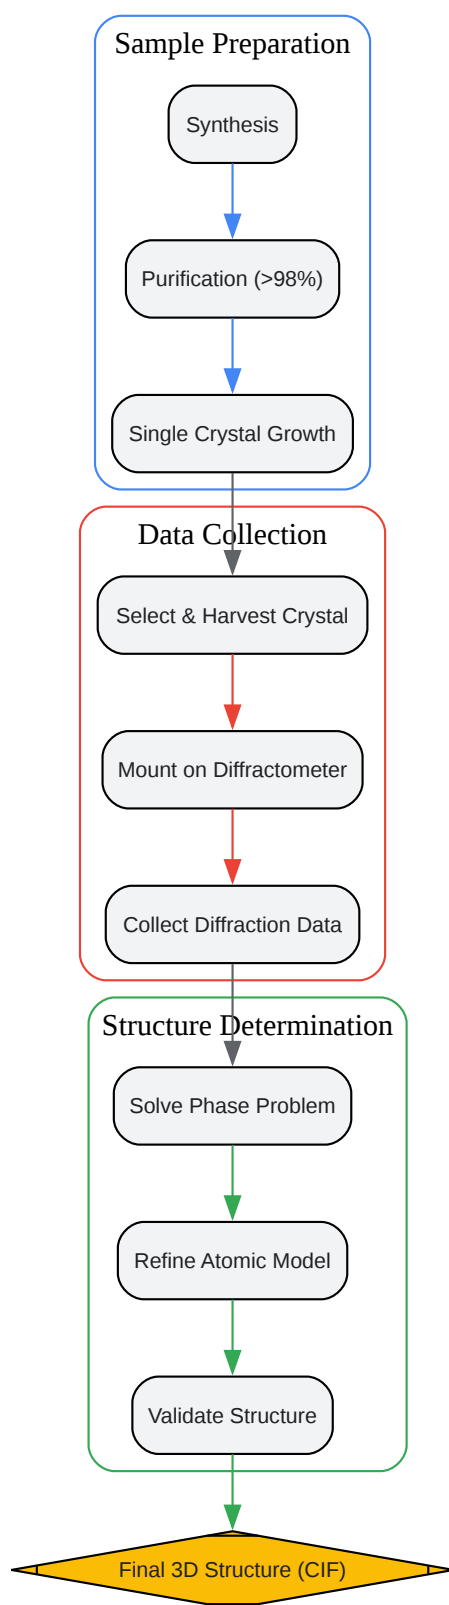 Sample Preparation
Synthesis
Purification (>98%)
Single Crystal Growth
Data Collection
Select & Harvest Crystal
Mount on Diffractometer
Collect Diffraction Data
Structure Determination
Solve Phase Problem
Refine Atomic Model
Validate Structure
Final 3D Structure (CIF)